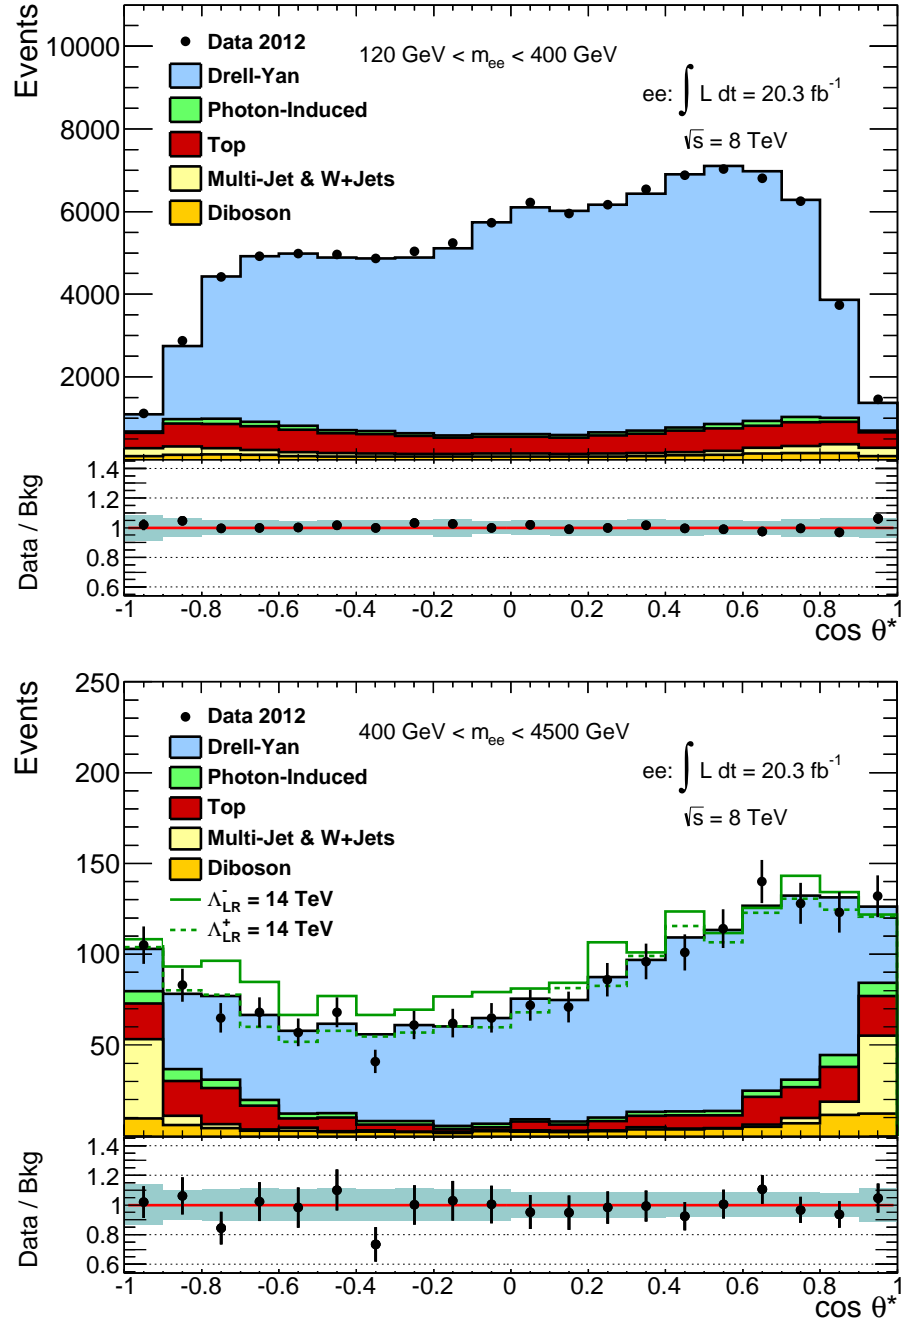 Events
10000
8000
6000
4000
2000
Data 2012
Drell-Yan
Photon-Induced
Top
Multi-Jet & W+Jets
Diboson
120 GeV < m_ee < 400 GeV
ee: ∫ L dt = 20.3 fb⁻¹
√s = 8 TeV
Data / Bkg
1.4
1.2
1
0.8
0.6
-1 -0.8 -0.6 -0.4 -0.2 0 0.2 0.4 0.6 0.8 1
cos θ*
Events
250
200
150
100
50
Data 2012
Drell-Yan
Photon-Induced
Top
Multi-Jet & W+Jets
Diboson
Λ⁻_LR = 14 TeV
Λ⁺_LR = 14 TeV
400 GeV < m_ee < 4500 GeV
ee: ∫ L dt = 20.3 fb⁻¹
√s = 8 TeV
Data / Bkg
1.4
1.2
1
0.8
0.6
-1 -0.8 -0.6 -0.4 -0.2 0 0.2 0.4 0.6 0.8 1
cos θ*